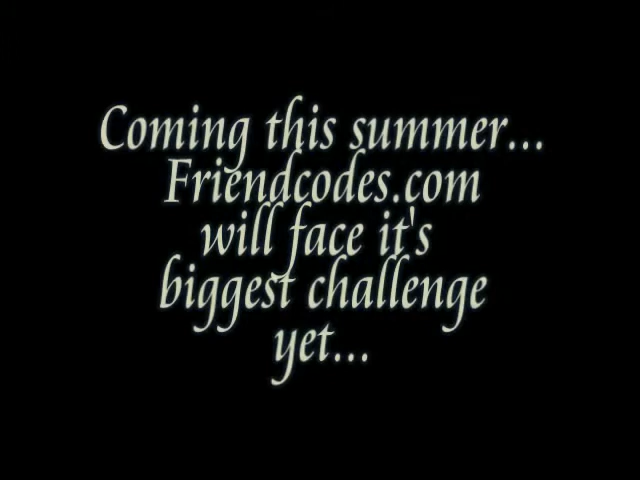 Coming this summer...
Friendcodes.com
will face it's
biggest challenge
yet...